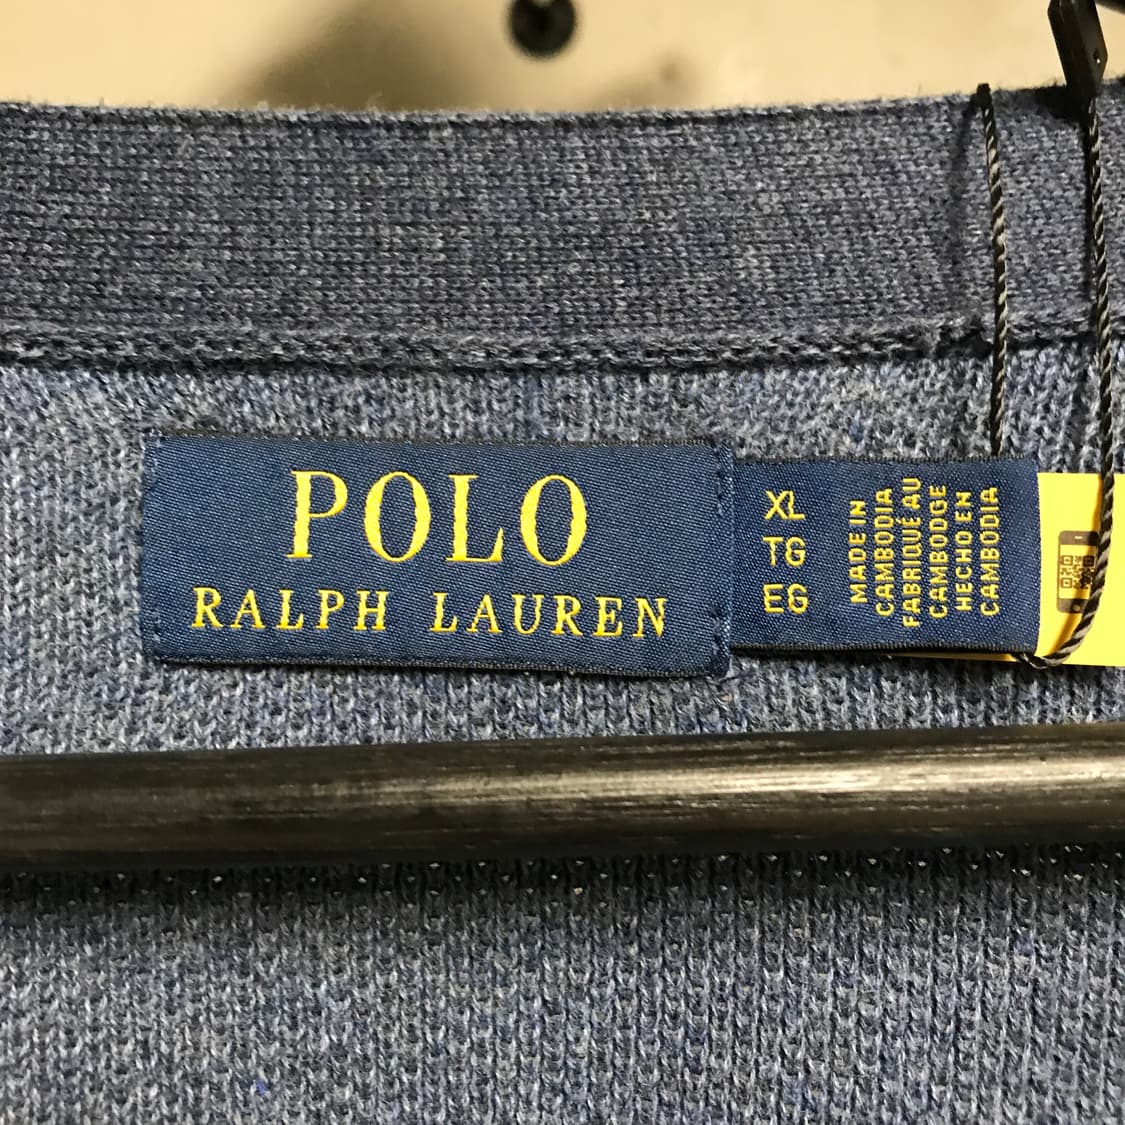 POLO
RALPH LAUREN
XL
TG
EG
MADE IN
CAMBODIA
FABRIQUÉ AU
CAMBODGE
HECHO EN
CAMBODIA